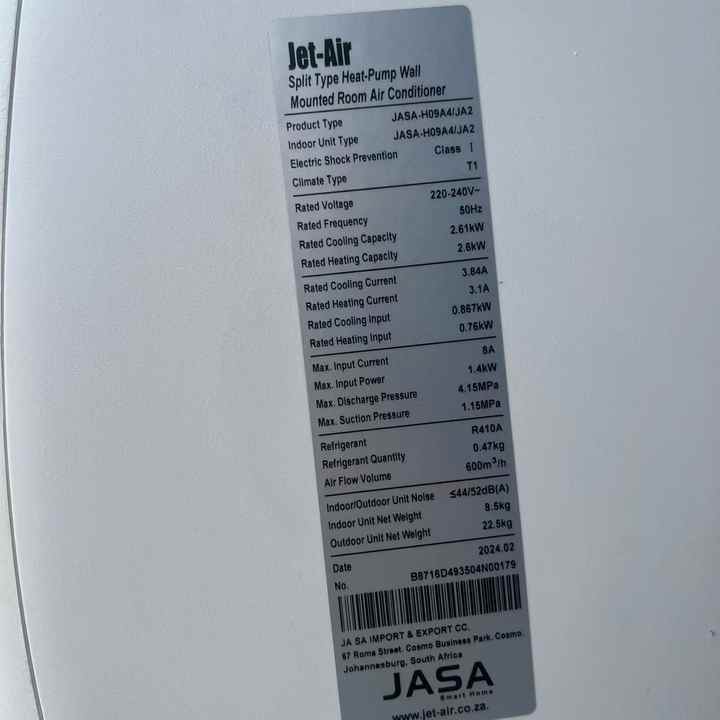 Jet-Air
Split Type Heat-Pump Wall
Mounted Room Air Conditioner
Product Type JASA-H09A4/JA2
Indoor Unit Type JASA-H09A4/JA2
Electric Shock Prevention Class I
Climate Type T1
Rated Voltage 220-240V~
Rated Frequency 50Hz
Rated Cooling Capacity 2.61kW
Rated Heating Capacity 2.8kW
Rated Cooling Current 3.84A
Rated Heating Current 3.1A
Rated Cooling Input 0.867kW
Rated Heating Input 0.76kW
Max. Input Current 8A
Max. Input Power 1.4kW
Max. Discharge Pressure 4.15MPa
Max. Suction Pressure 1.15MPa
Refrigerant R410A
Refrigerant Quantity 0.47kg
Air Flow Volume 600m³/h
Indoor/Outdoor Unit Noise ≤44/52dB(A)
Indoor Unit Net Weight 8.5kg
Outdoor Unit Net Weight 22.5kg
Date 2024.02
No. B8716D493504N00179
JA SA IMPORT & EXPORT CC.
67 Roma Street. Cosmo Business Park. Cosmo.
Johannesburg, South Africa
JASA
Smart Home
www.jet-air.co.za.